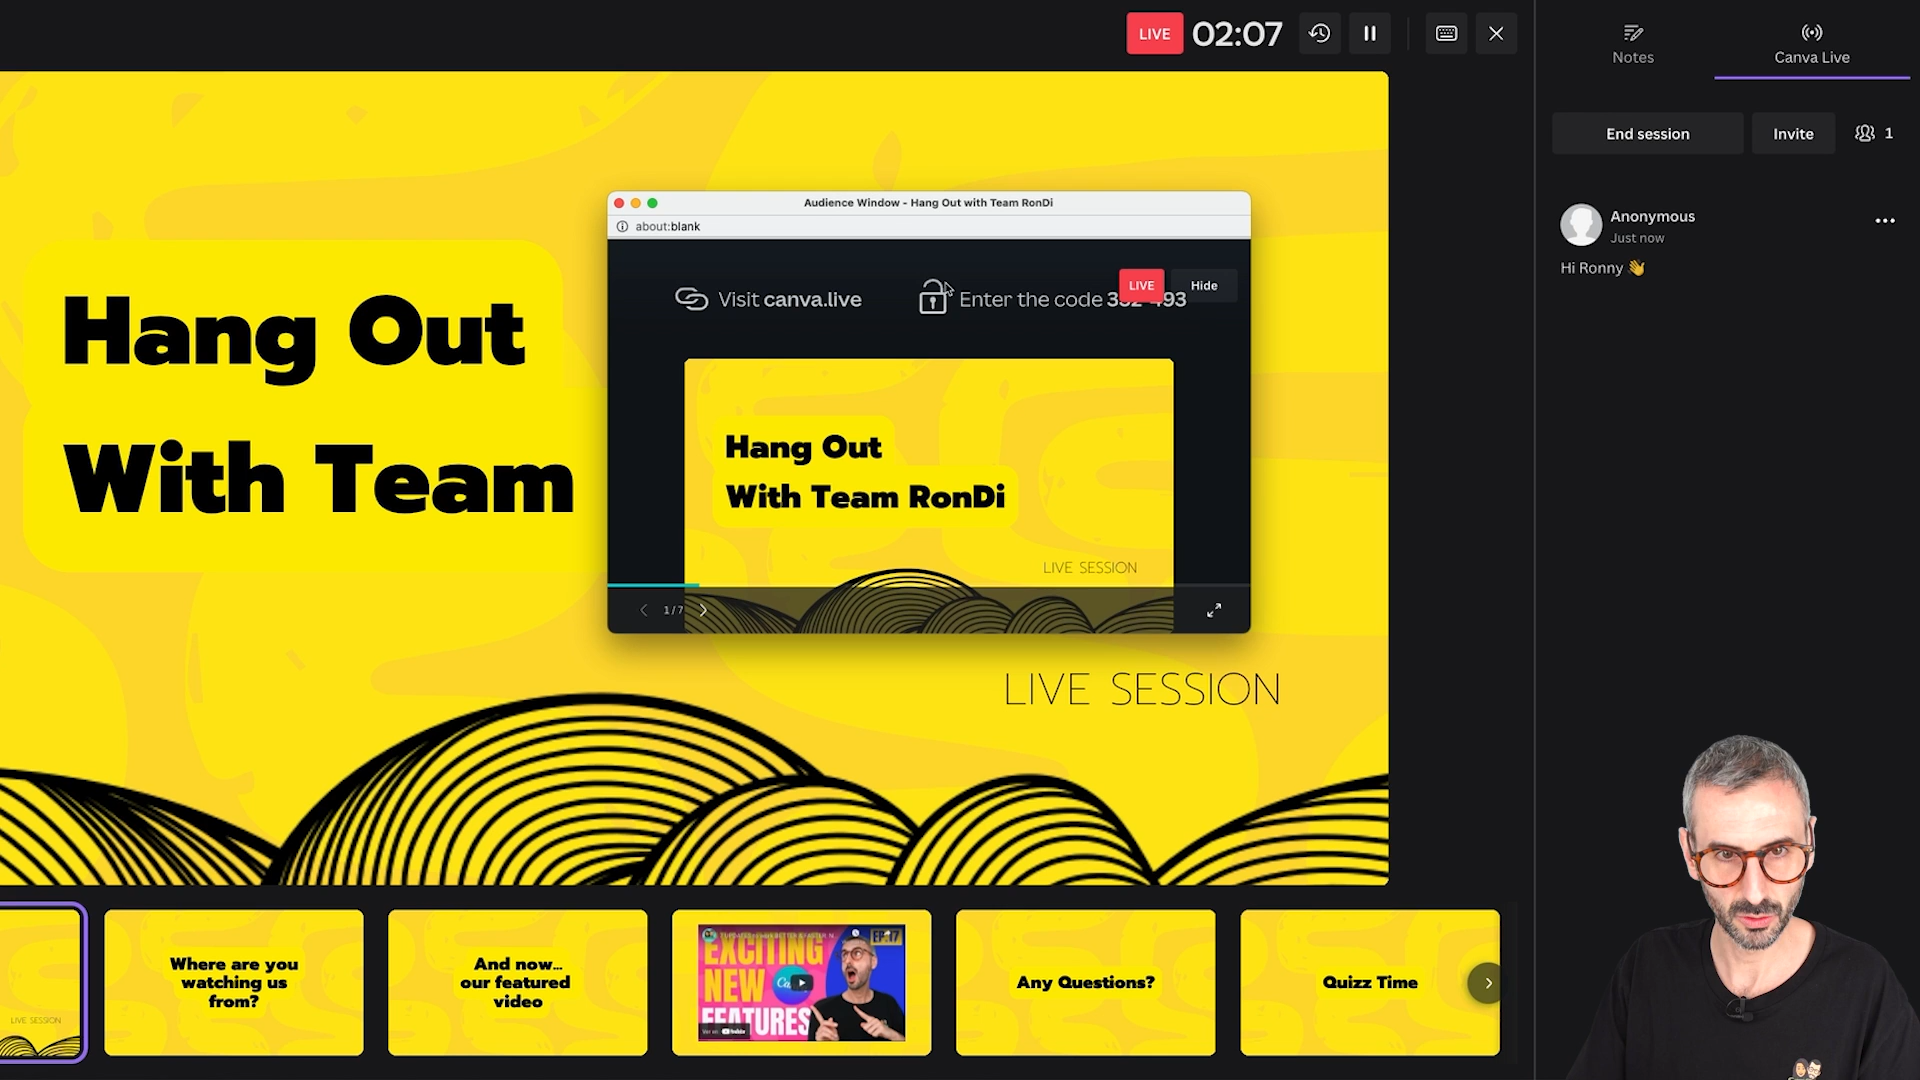 LIVE 02:07
Notes
Canva Live
End session
Invite
1
Anonymous
Just now
Hi Ronny 👋
Audience Window - Hang Out with Team RonDi
about:blank
Visit canva.live
Enter the code
LIVE
Hide
Hang Out
With Team RonDi
LIVE SESSION
1/7
Hang Out
With Team
LIVE SESSION
LIVE SESSION
Where are you
watching us
from?
And now...
our featured
video
EXCITING
NEW
FEATURES
EP.17
Any Questions?
Quizz Time